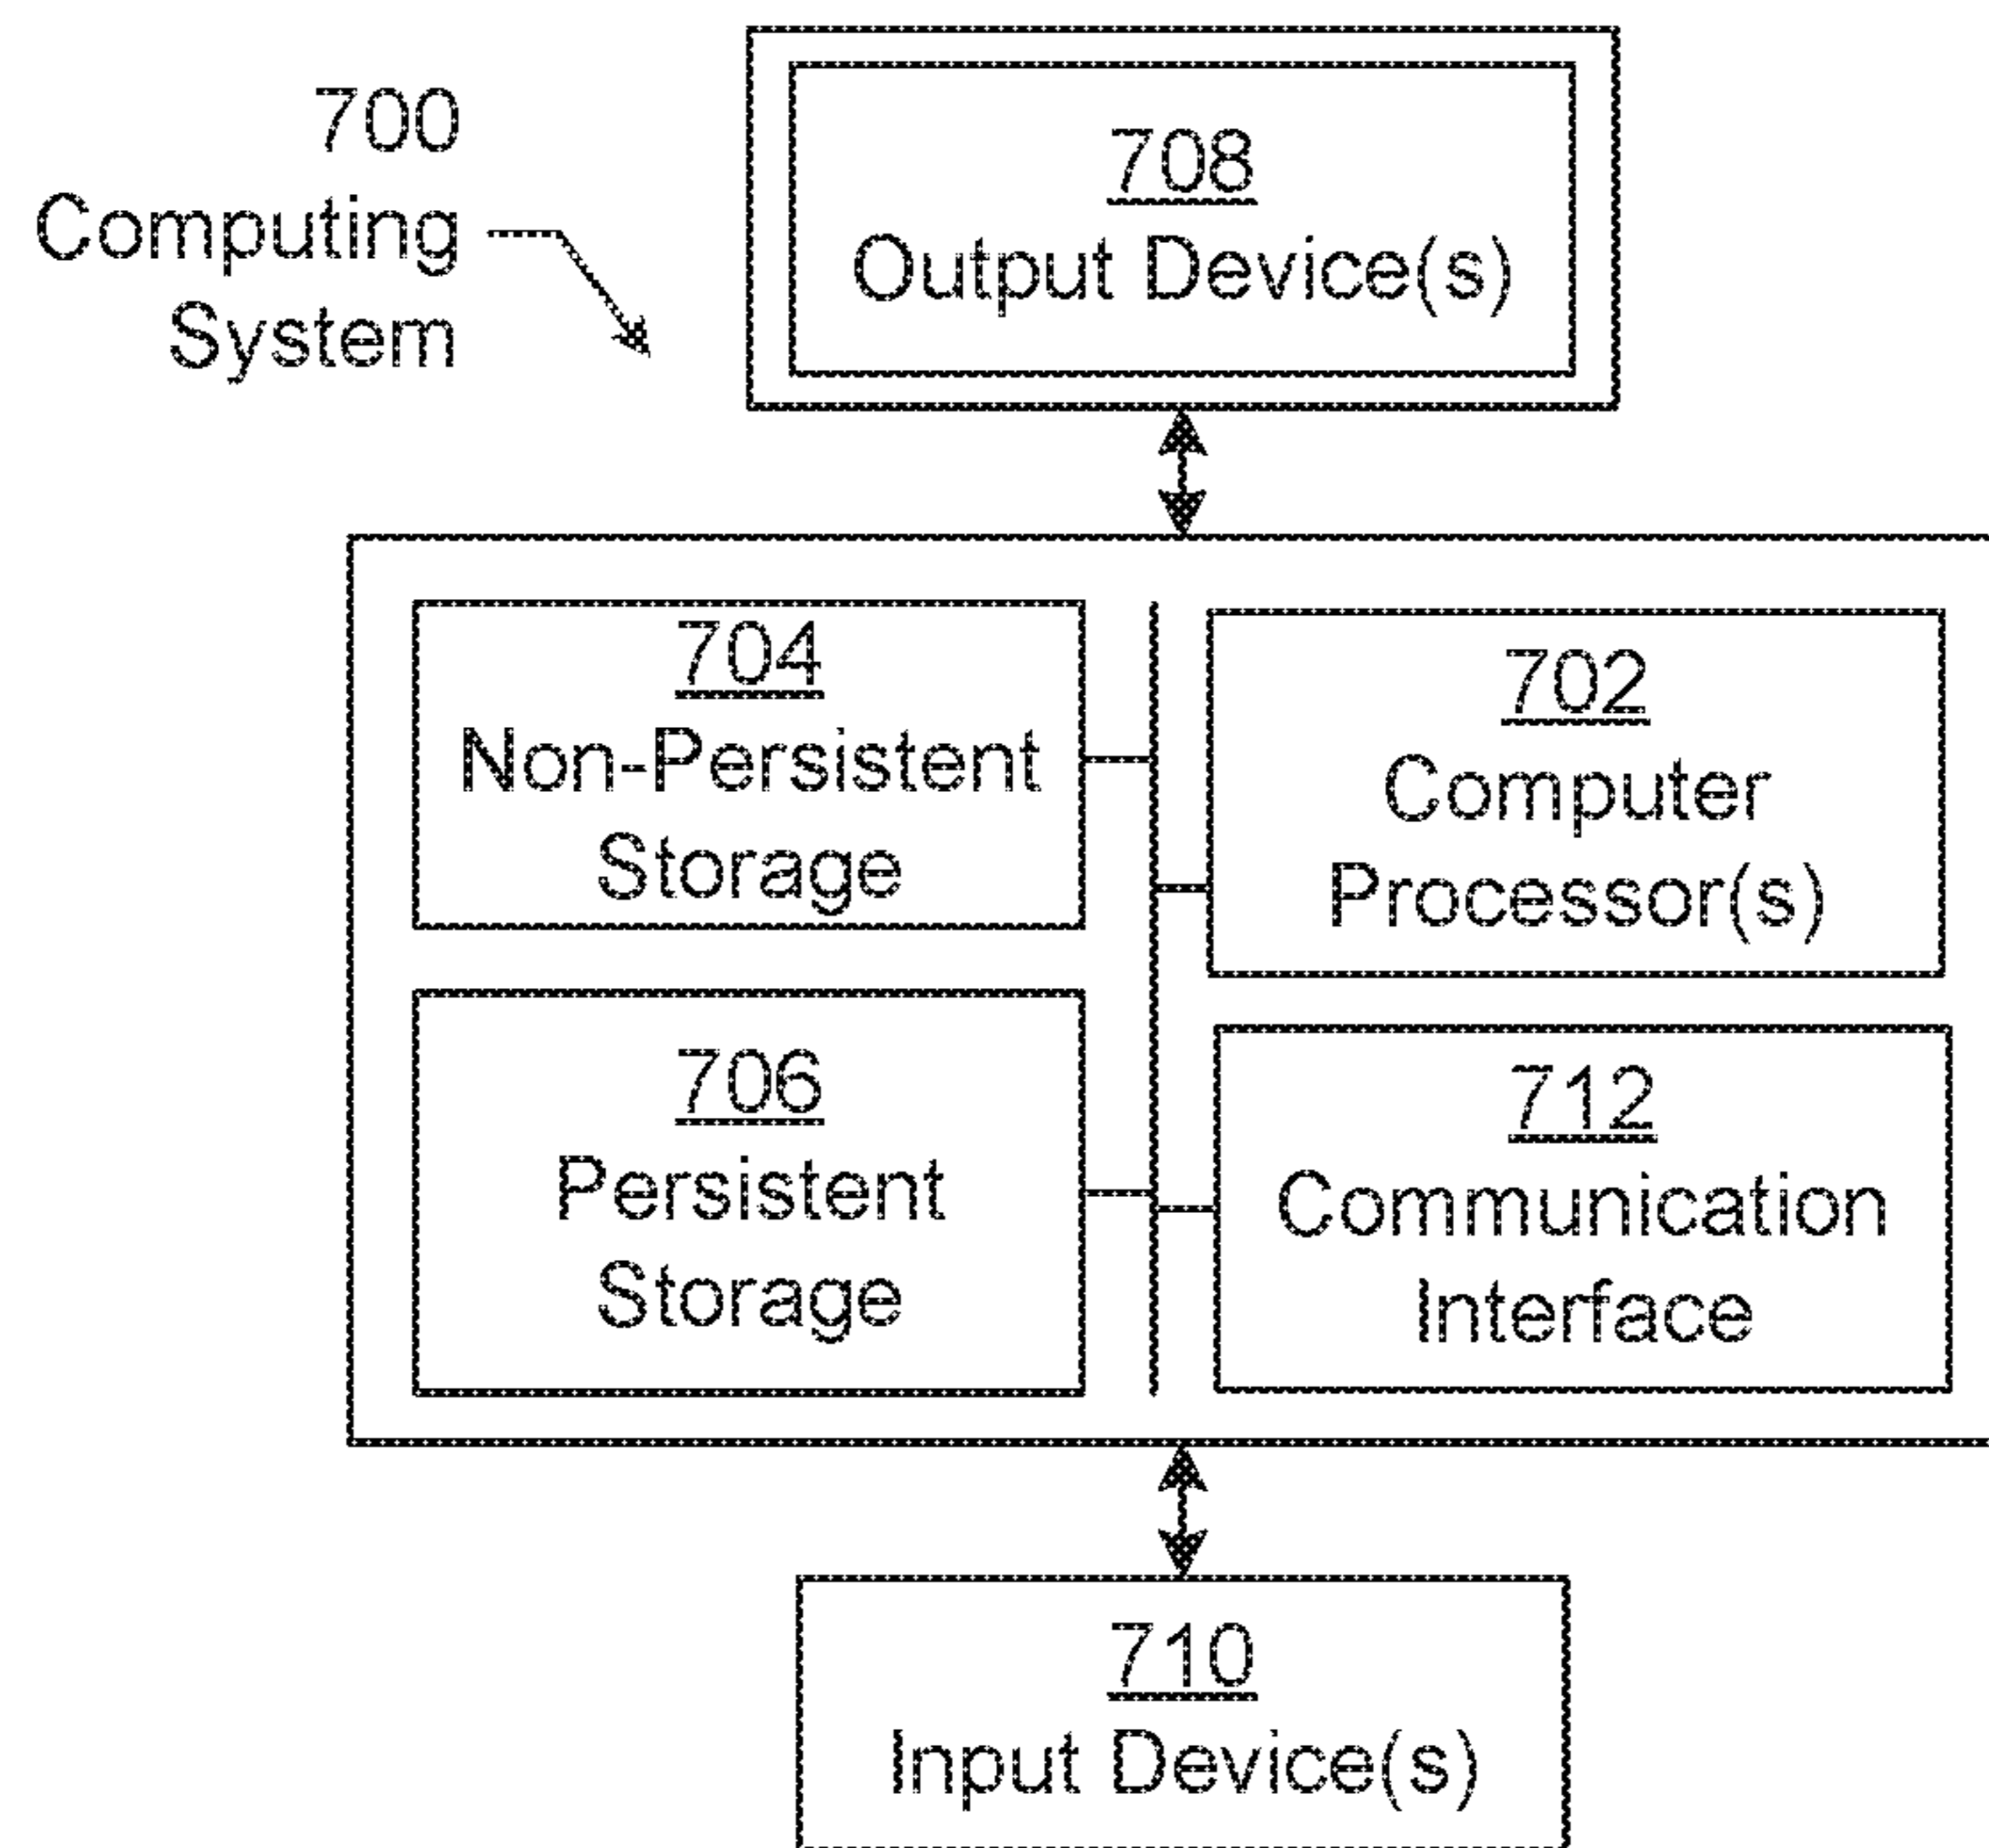 700
Computing
System
708
Output Device(s)
704
Non-Persistent
Storage
702
Computer
Processor(s)
706
Persistent
Storage
712
Communication
Interface
710
Input Device(s)